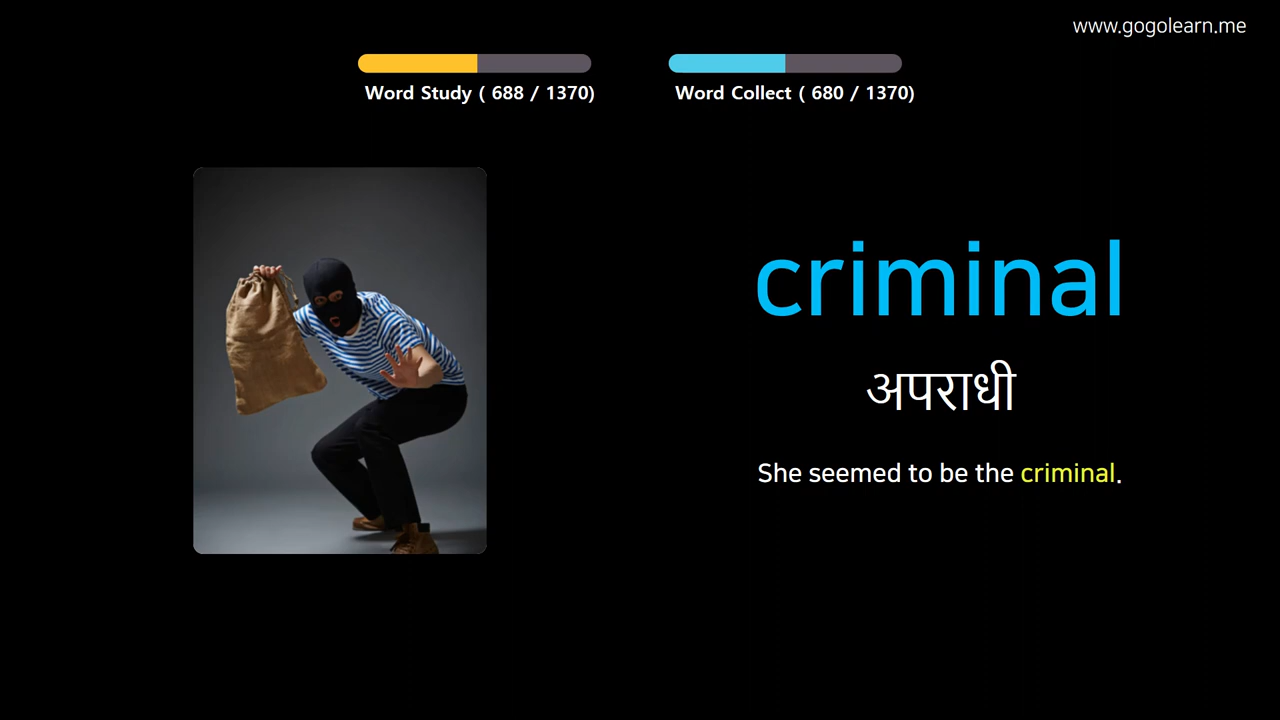 www.gogolearn.me
Word Study ( 688 / 1370)
Word Collect ( 680 / 1370)
criminal
अपराधी
She seemed to be the criminal.